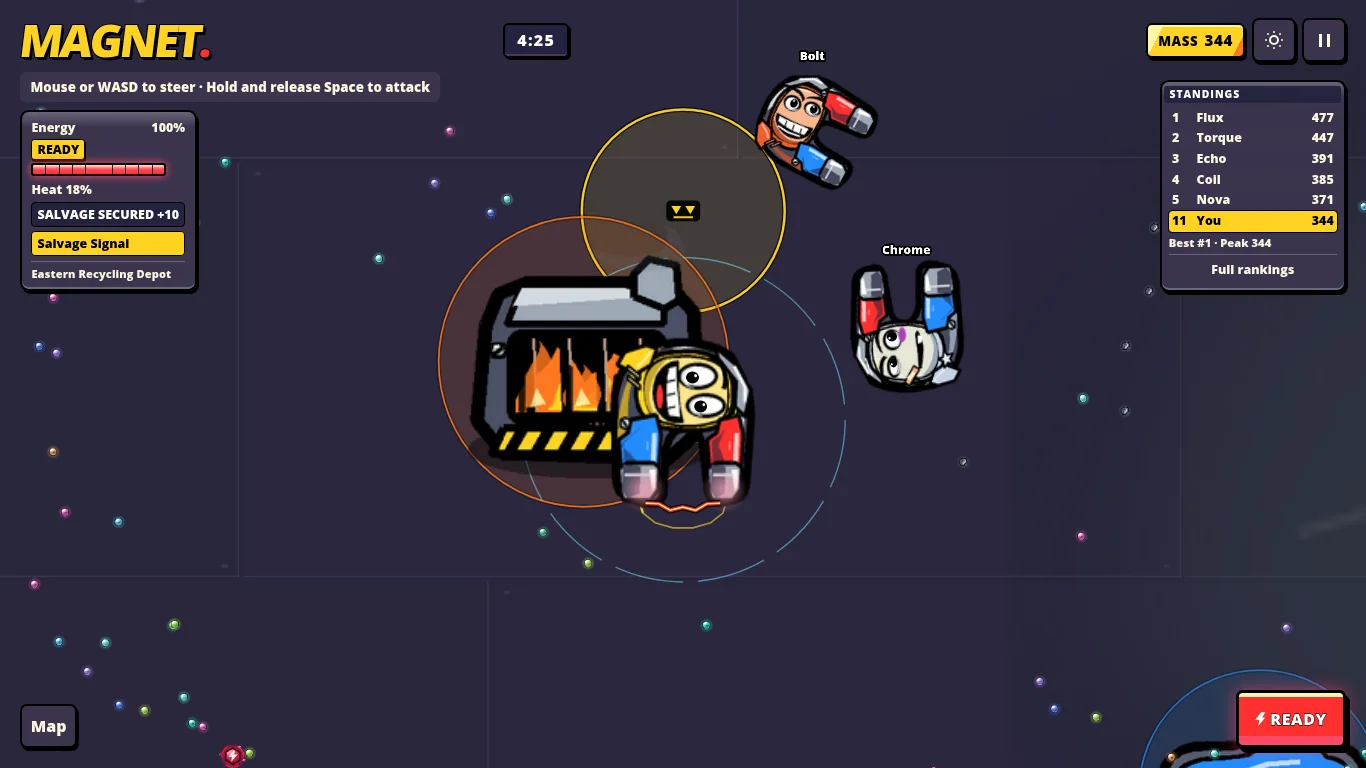 MAGNET.
4:25
MASS 344
Mouse or WASD to steer · Hold and release Space to attack
Energy 100%
READY
Heat 18%
SALVAGE SECURED +10
Salvage Signal
Eastern Recycling Depot
Bolt
Chrome
STANDINGS
1 Flux 477
2 Torque 447
3 Echo 391
4 Coil 385
5 Nova 371
11 You 344
Best #1 · Peak 344
Full rankings
Map
READY